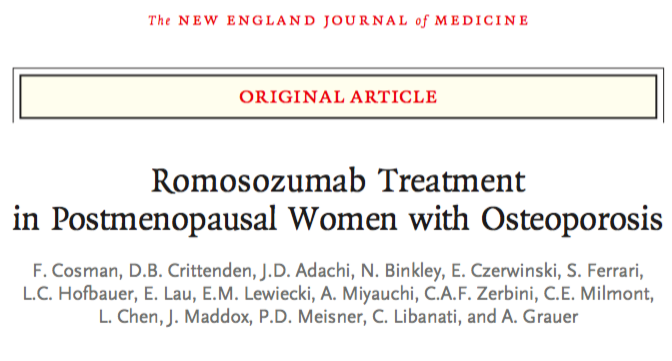 The NEW ENGLAND JOURNAL of MEDICINE
ORIGINAL ARTICLE
Romosozumab Treatment
in Postmenopausal Women with Osteoporosis
F. Cosman, D.B. Crittenden, J.D. Adachi, N. Binkley, E. Czerwinski, S. Ferrari,
L.C. Hofbauer, E. Lau, E.M. Lewiecki, A. Miyauchi, C.A.F. Zerbini, C.E. Milmont,
L. Chen, J. Maddox, P.D. Meisner, C. Libanati, and A. Grauer